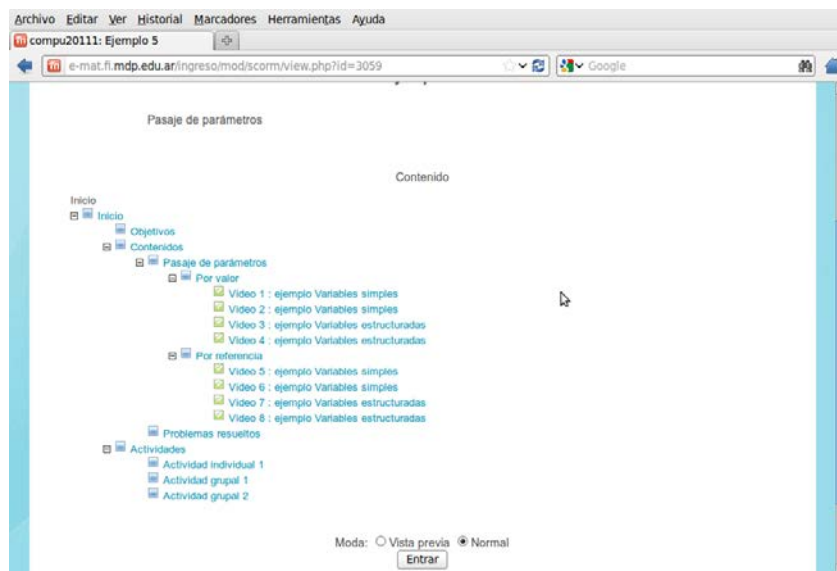 Archivo Editar Ver Historial Marcadores Herramientas Ayuda
compu20111: Ejemplo 5
e-mat.fi.mdp.edu.ar/ingreso/mod/scorm/view.php?id=3059 Google
Pasaje de parámetros
Contenido
Inicio
Inicio
Objetivos
Contenidos
Pasaje de parámetros
Por valor
Video 1 : ejemplo Variables simples
Video 2 : ejemplo Variables simples
Video 3 : ejemplo Variables estructuradas
Video 4 : ejemplo Variables estructuradas
Por referencia
Video 5 : ejemplo Variables simples
Video 6 : ejemplo Variables simples
Video 7 : ejemplo Variables estructuradas
Video 8 : ejemplo Variables estructuradas
Problemas resueltos
Actividades
Actividad individual 1
Actividad grupal 1
Actividad grupal 2
Moda: Vista previa Normal
Entrar